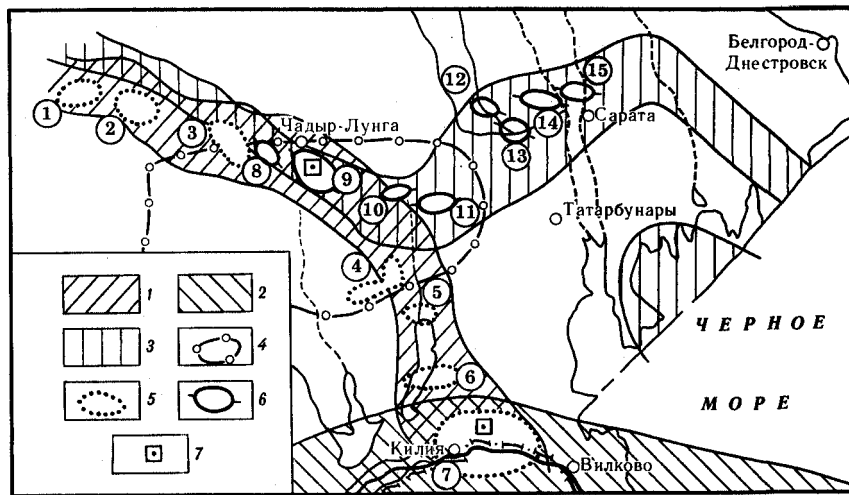 Белгород-
Днестровск
15
12
1
2
3
Чадыр-Лунга
14
Сарата
13
8
9
10
11
Татарбунары
4
5
ЧЕРНОЕ
МОРЕ
6
Килия
7
Вилково
1
2
3
4
5
6
7